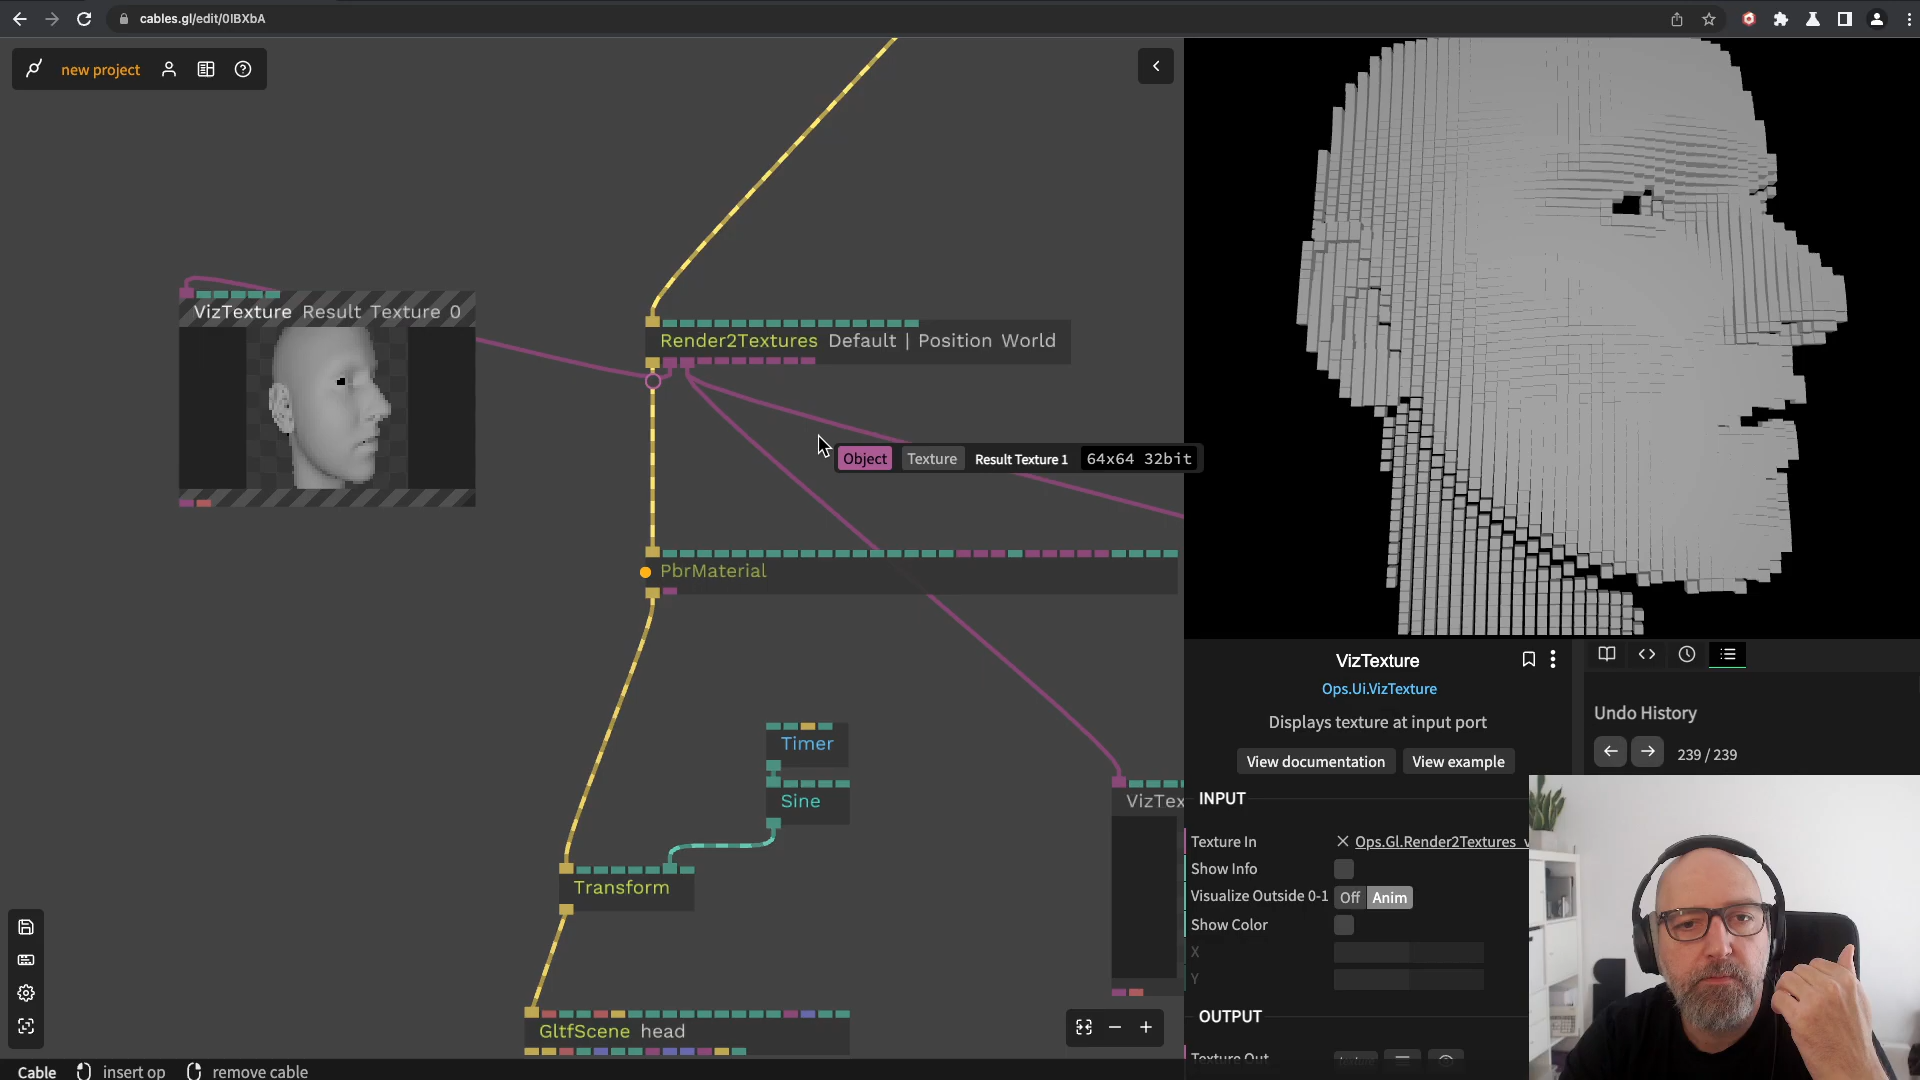 cables.gl/edit/0IBXbA
new project
VizTexture Result Texture 0
Render2Textures Default | Position World
Object Texture Result Texture 1 64x64 32bit
PbrMaterial
Timer
Sine
VizTex
Transform
GltfScene head
Cable insert op remove cable
VizTexture
Ops.Ui.VizTexture
Displays texture at input port
View documentation View example
INPUT
Texture In Ops.Gl.Render2Textures
Show Info
Visualize Outside 0-1 Off Anim
Show Color
X
Y
OUTPUT
Texture Out
Undo History
239 / 239